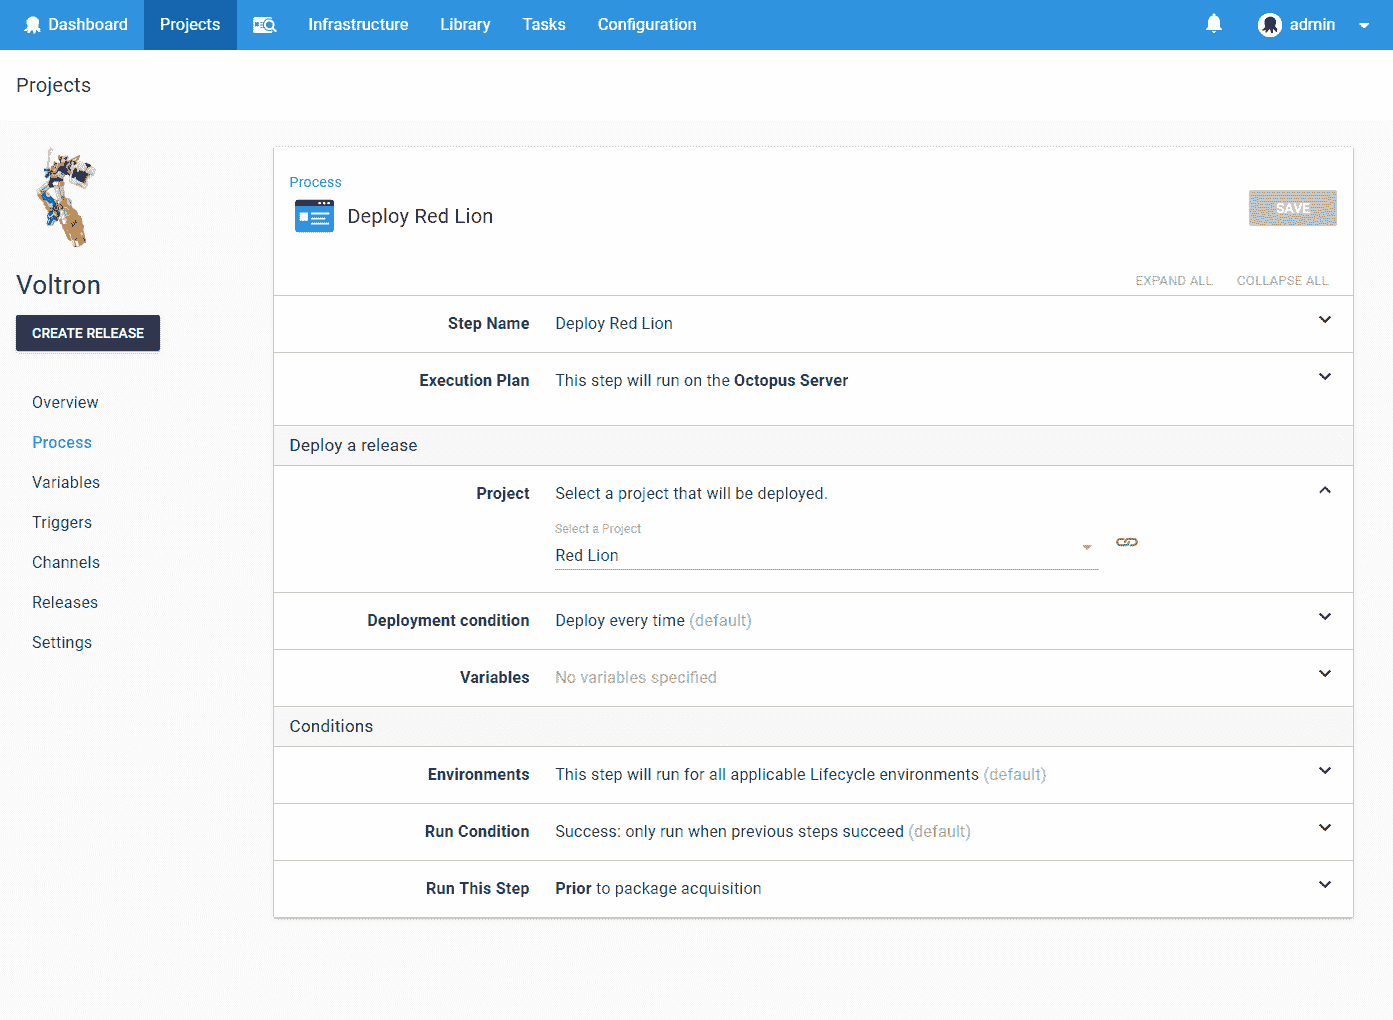 Dashboard Projects Infrastructure Library Tasks Configuration admin
Projects
Voltron
CREATE RELEASE
Overview
Process
Variables
Triggers
Channels
Releases
Settings
Process
Deploy Red Lion
SAVE
EXPAND ALL COLLAPSE ALL
Step Name Deploy Red Lion
Execution Plan This step will run on the Octopus Server
Deploy a release
Project Select a project that will be deployed.
Select a Project
Red Lion
Deployment condition Deploy every time (default)
Variables No variables specified
Conditions
Environments This step will run for all applicable Lifecycle environments (default)
Run Condition Success: only run when previous steps succeed (default)
Run This Step Prior to package acquisition